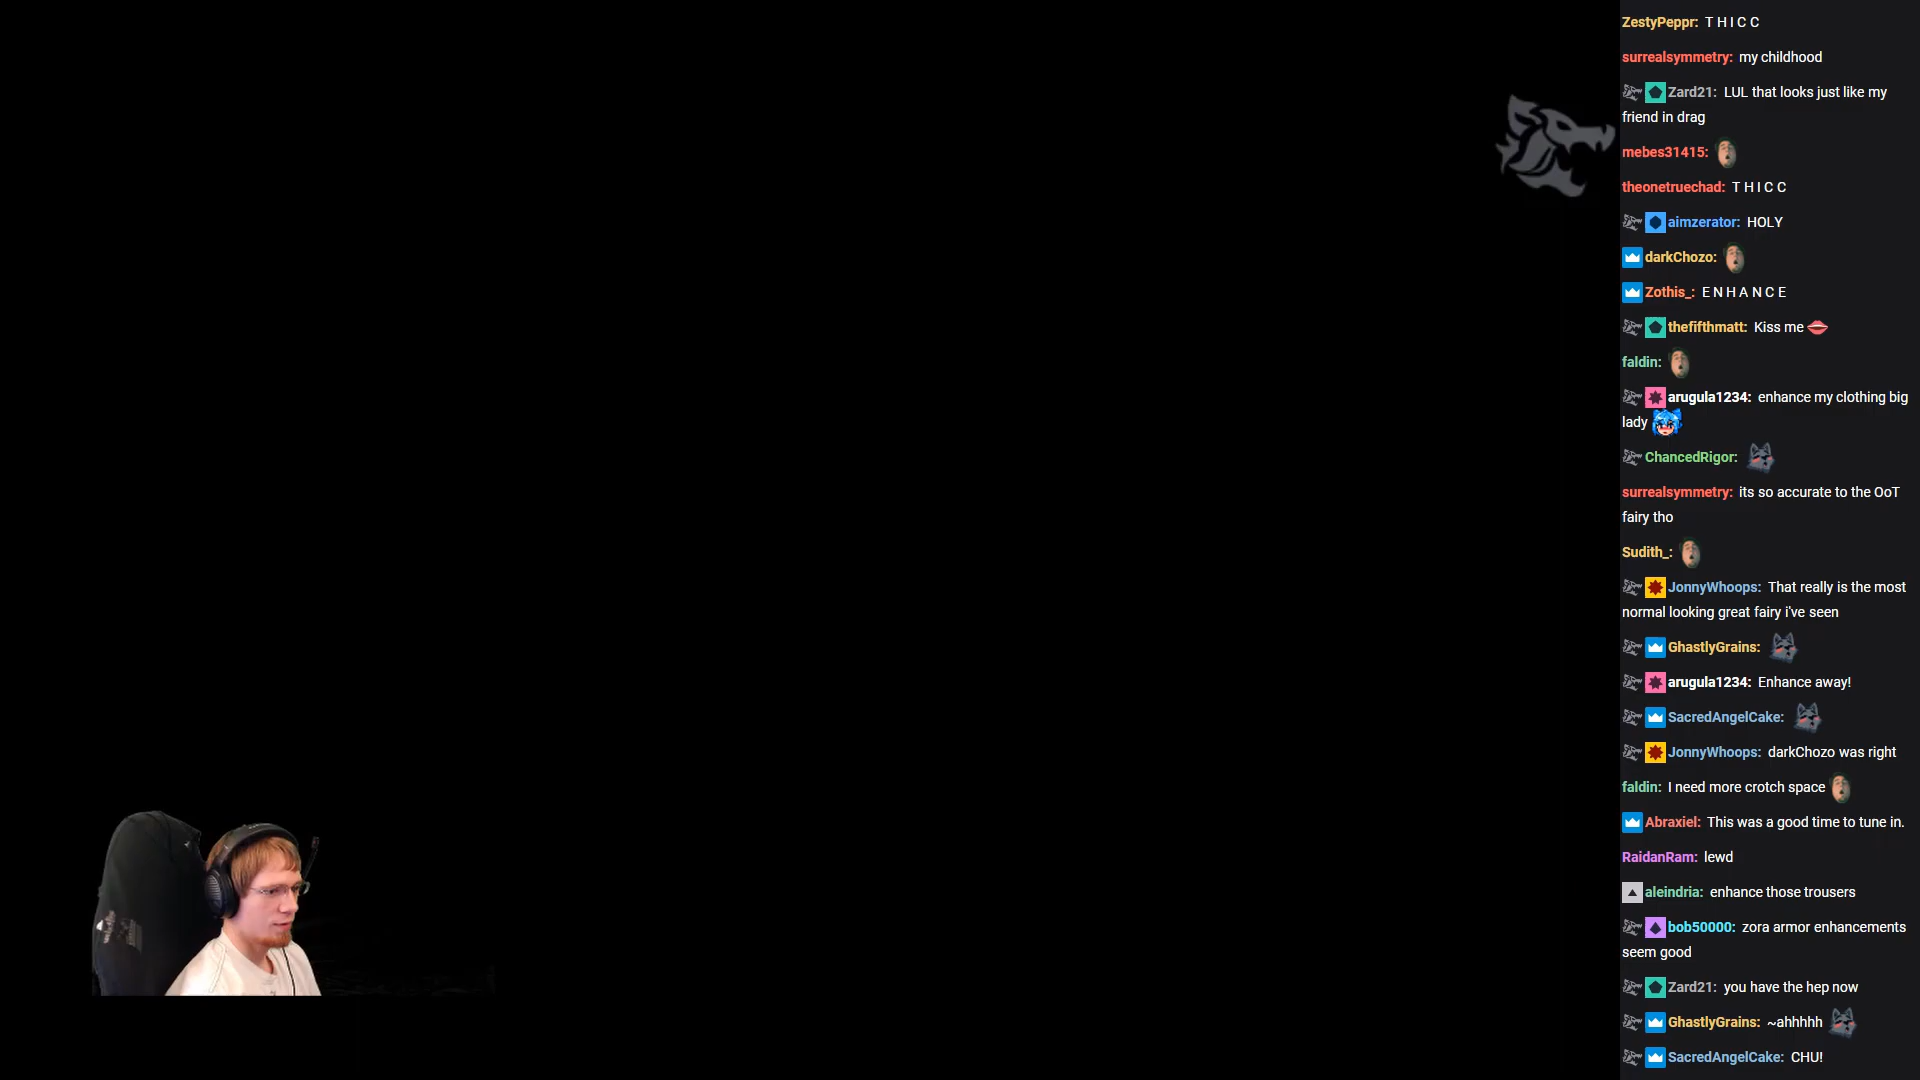 ZestyPeppr: T H I C C
surrealsymmetry: my childhood
Zard21: LUL that looks just like my
friend in drag
mebes31415:
theonetruechad: T H I C C
aimzerator: HOLY
darkChozo:
Zothis_: E N H A N C E
thefifthmatt: Kiss me
faldin:
arugula1234: enhance my clothing big
lady
ChancedRigor:
surrealsymmetry: its so accurate to the OoT
fairy tho
Sudith_:
JonnyWhoops: That really is the most
normal looking great fairy i've seen
GhastlyGrains:
arugula1234: Enhance away!
SacredAngelCake:
JonnyWhoops: darkChozo was right
faldin: I need more crotch space
Abraxiel: This was a good time to tune in.
RaidanRam: lewd
aleindria: enhance those trousers
bob50000: zora armor enhancements
seem good
Zard21: you have the hep now
GhastlyGrains: ~ahhhhh
SacredAngelCake: CHU!